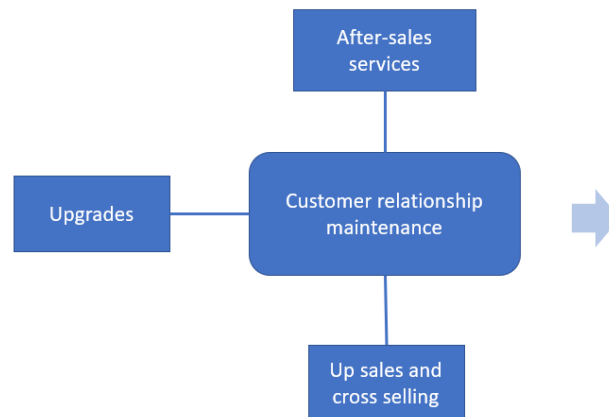 After-sales
services
Upgrades
Customer relationship
maintenance
Up sales and
cross selling